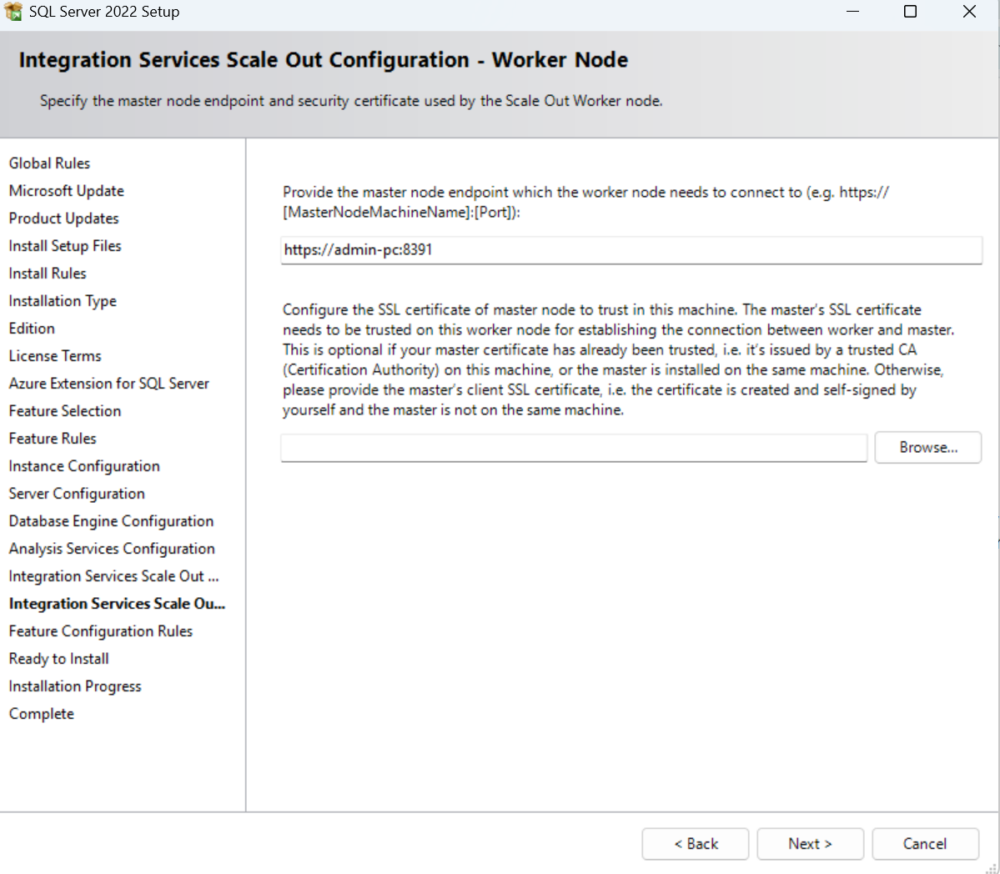 SQL Server 2022 Setup
Integration Services Scale Out Configuration - Worker Node
Specify the master node endpoint and security certificate used by the Scale Out Worker node.
Global Rules
Microsoft Update
Product Updates
Install Setup Files
Install Rules
Installation Type
Edition
License Terms
Azure Extension for SQL Server
Feature Selection
Feature Rules
Instance Configuration
Server Configuration
Database Engine Configuration
Analysis Services Configuration
Integration Services Scale Out ...
Integration Services Scale Ou...
Feature Configuration Rules
Ready to Install
Installation Progress
Complete
Provide the master node endpoint which the worker node needs to connect to (e.g. https://
[MasterNodeMachineName]:[Port]):
https://admin-pc:8391
Configure the SSL certificate of master node to trust in this machine. The master's SSL certificate
needs to be trusted on this worker node for establishing the connection between worker and master.
This is optional if your master certificate has already been trusted, i.e. it's issued by a trusted CA
(Certification Authority) on this machine, or the master is installed on the same machine. Otherwise,
please provide the master's client SSL certificate, i.e. the certificate is created and self-signed by
yourself and the master is not on the same machine.
Browse...
< Back
Next >
Cancel